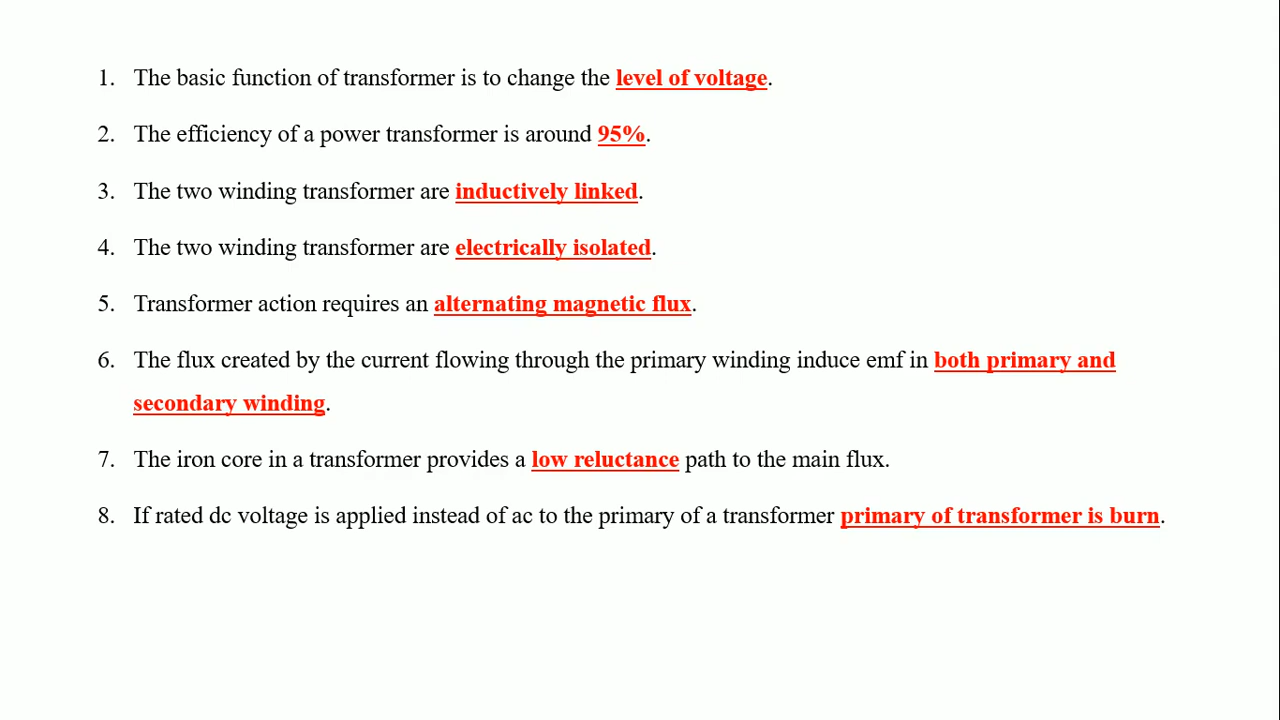 1. The basic function of transformer is to change the level of voltage.
2. The efficiency of a power transformer is around 95%.
3. The two winding transformer are inductively linked.
4. The two winding transformer are electrically isolated.
5. Transformer action requires an alternating magnetic flux.
6. The flux created by the current flowing through the primary winding induce emf in both primary and
secondary winding.
7. The iron core in a transformer provides a low reluctance path to the main flux.
8. If rated dc voltage is applied instead of ac to the primary of a transformer primary of transformer is burn.